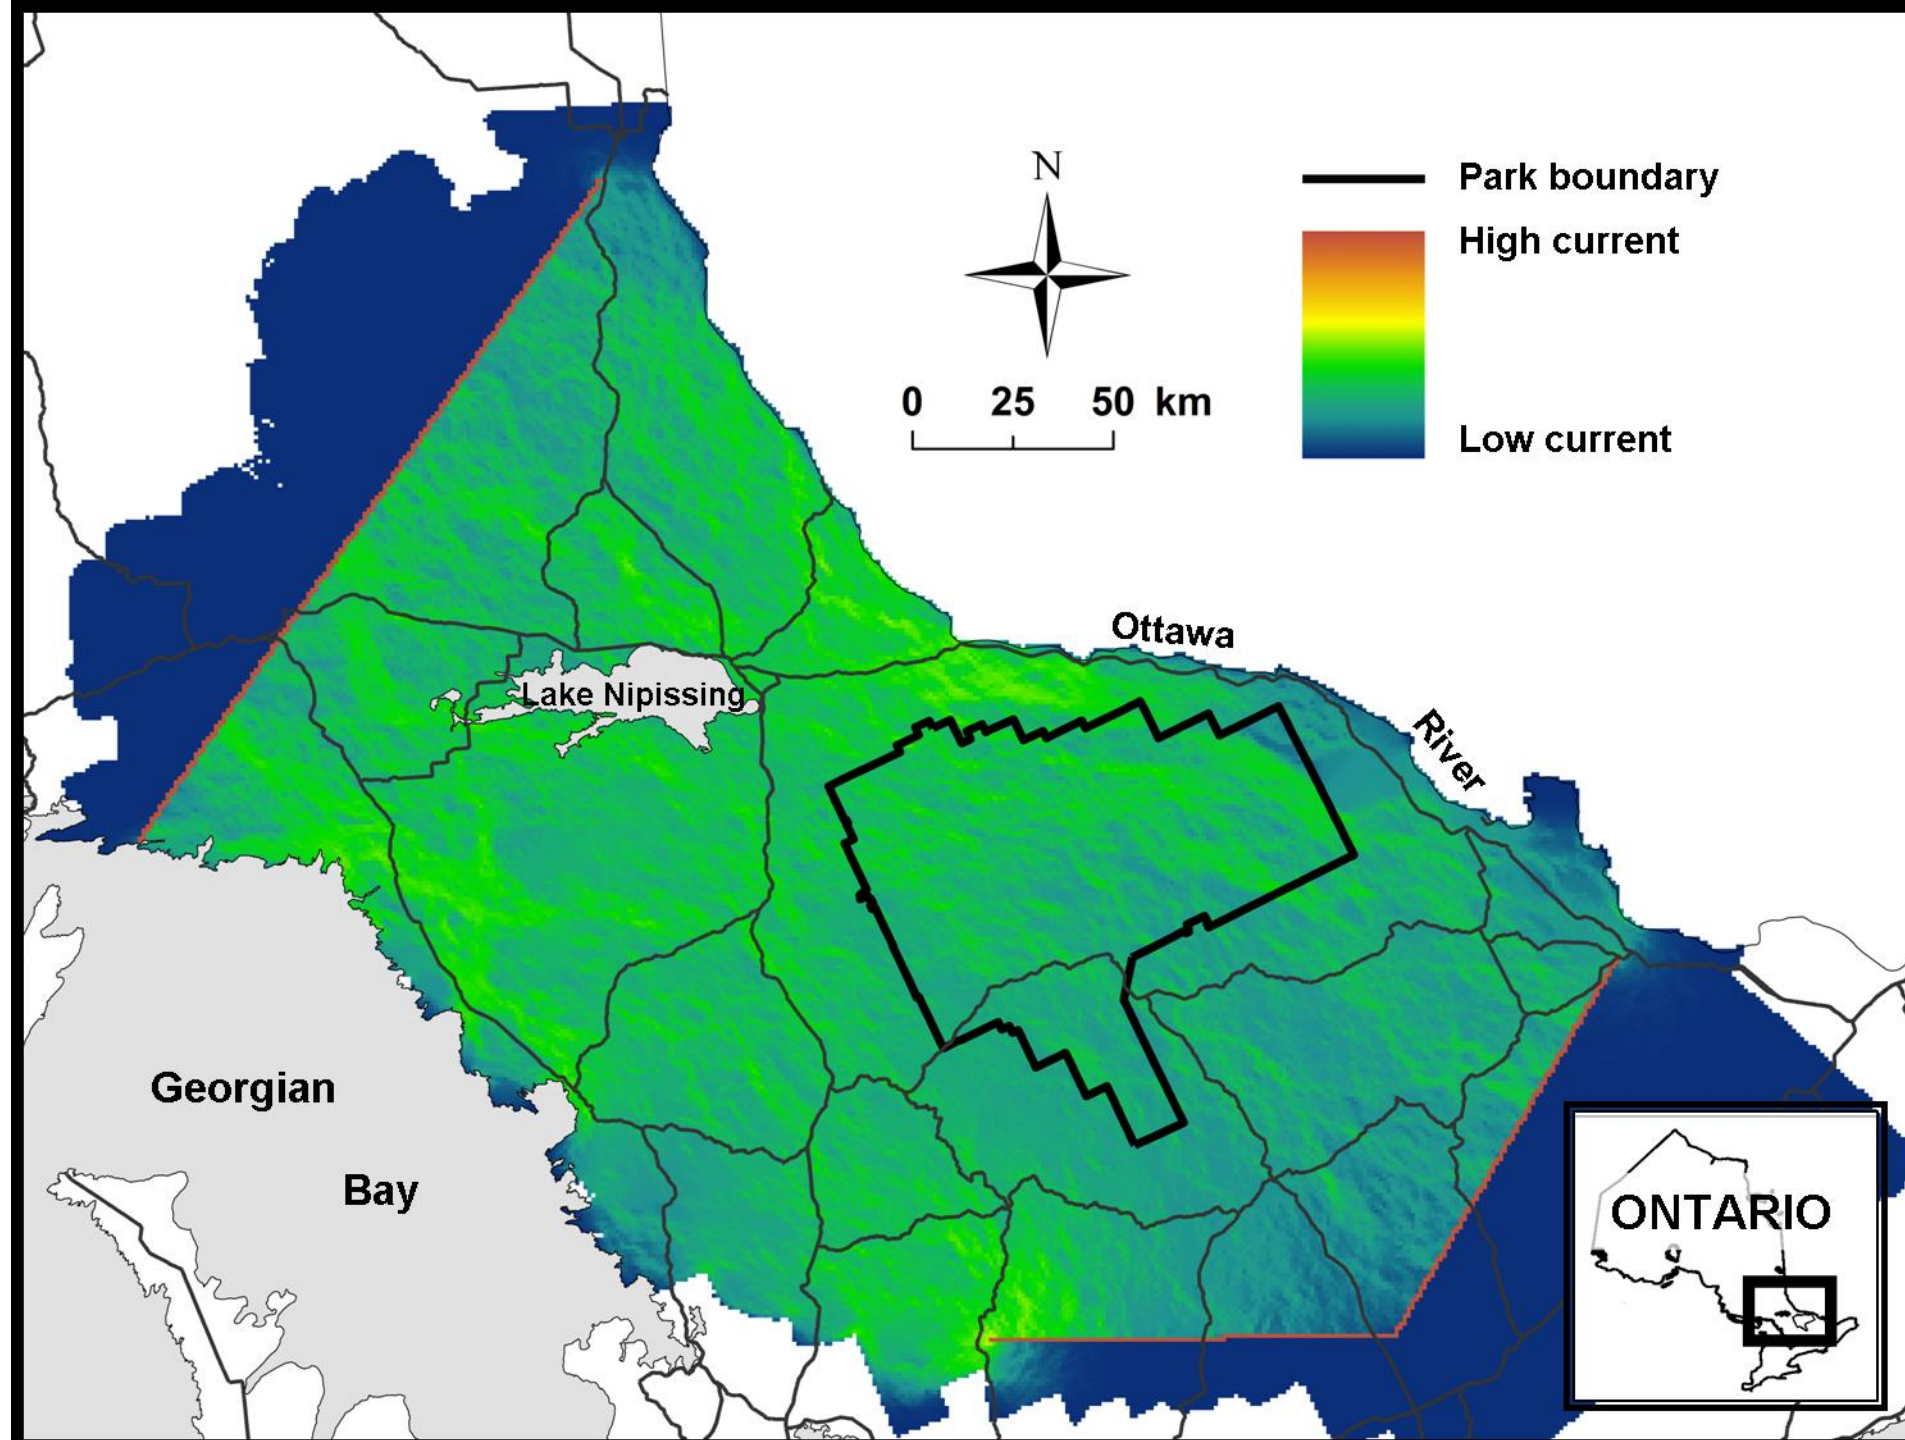 N
Park boundary
High current
0 25 50 km
Low current
Ottawa
River
Lake Nipissing
Georgian
Bay
ONTARIO